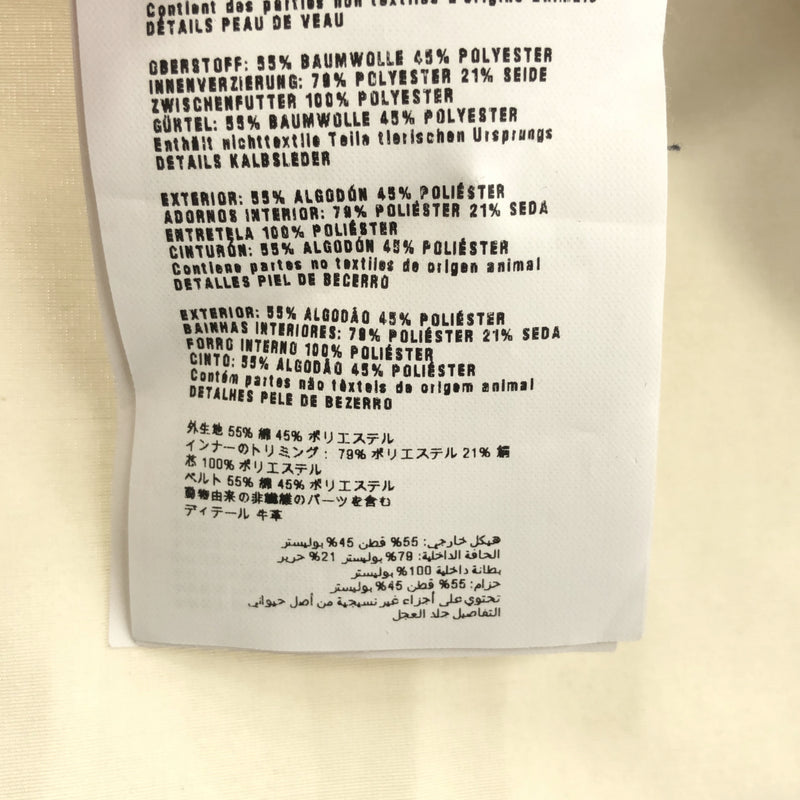 Contient des parties non textiles d'origine animale
DÉTAILS PEAU DE VEAU
OBERSTOFF: 55% BAUMWOLLE 45% POLYESTER
INNENVERZIERUNG: 79% POLYESTER 21% SEIDE
ZWISCHENFUTTER 100% POLYESTER
GÜRTEL: 55% BAUMWOLLE 45% POLYESTER
Enthält nichttextile Teile tierischen Ursprungs
DETAILS KALBSLEDER
EXTERIOR: 55% ALGODÓN 45% POLIÉSTER
ADORNOS INTERIOR: 79% POLIÉSTER 21% SEDA
ENTRETELA 100% POLIÉSTER
CINTURÓN: 55% ALGODÓN 45% POLIÉSTER
Contiene partes no textiles de origen animal
DETALLES PIEL DE BECERRO
EXTERIOR: 55% ALGODÃO 45% POLIÉSTER
BAINHAS INTERIORES: 79% POLIÉSTER 21% SEDA
FORRO INTERNO 100% POLIÉSTER
CINTO: 55% ALGODÃO 45% POLIÉSTER
Contém partes não têxteis de origem animal
DETALHES PELE DE BEZERRO
外生地 55% 綿 45% ポリエステル
インナーのトリミング: 79% ポリエステル 21% 絹
芯 100% ポリエステル
ベルト 55% 綿 45% ポリエステル
動物由来の非繊維のパーツを含む
ディテール 牛革
هيكل خارجي: 55% قطن 45% بوليستر
الحافة الداخلية: 79% بوليستر 21% حرير
بطانة داخلية 100% بوليستر
حزام: 55% قطن 45% بوليستر
تحتوي على أجزاء غير نسيجية من أصل حيواني
التفاصيل جلد العجل